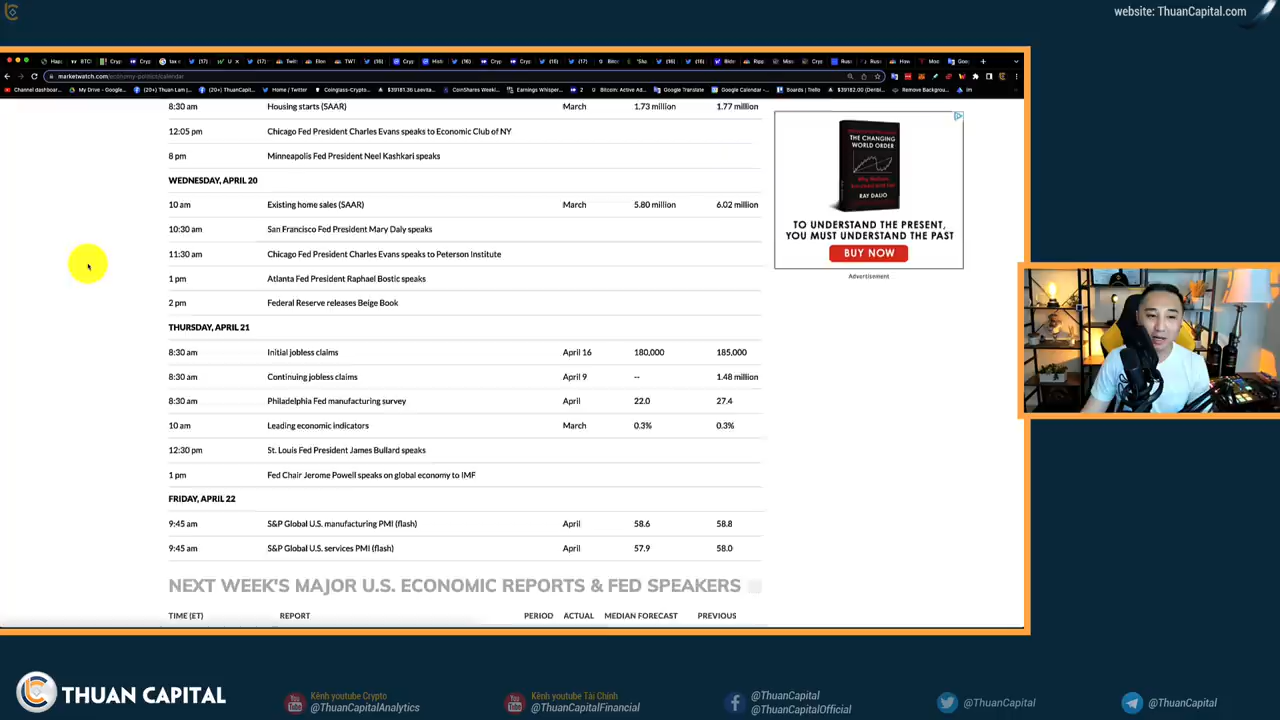 website: ThuanCapital.com
marketwatch.com/economy-politics/calendar
8:30 am Housing starts (SAAR) March 1.73 million 1.77 million
12:05 pm Chicago Fed President Charles Evans speaks to Economic Club of NY
8 pm Minneapolis Fed President Neel Kashkari speaks
WEDNESDAY, APRIL 20
10 am Existing home sales (SAAR) March 5.80 million 6.02 million
10:30 am San Francisco Fed President Mary Daly speaks
11:30 am Chicago Fed President Charles Evans speaks to Peterson Institute
1 pm Atlanta Fed President Raphael Bostic speaks
2 pm Federal Reserve releases Beige Book
THURSDAY, APRIL 21
8:30 am Initial jobless claims April 16 180,000 185,000
8:30 am Continuing jobless claims April 9 -- 1.48 million
8:30 am Philadelphia Fed manufacturing survey April 22.0 27.4
10 am Leading economic indicators March 0.3% 0.3%
12:30 pm St. Louis Fed President James Bullard speaks
1 pm Fed Chair Jerome Powell speaks on global economy to IMF
FRIDAY, APRIL 22
9:45 am S&P Global U.S. manufacturing PMI (flash) April 58.6 58.8
9:45 am S&P Global U.S. services PMI (flash) April 57.9 58.0
NEXT WEEK'S MAJOR U.S. ECONOMIC REPORTS & FED SPEAKERS
TIME (ET) REPORT PERIOD ACTUAL MEDIAN FORECAST PREVIOUS
THE CHANGING
WORLD ORDER
RAY DALIO
TO UNDERSTAND THE PRESENT,
YOU MUST UNDERSTAND THE PAST
BUY NOW
Advertisement
THUAN CAPITAL
Kênh youtube Crypto
@ThuanCapitalAnalytics
Kênh youtube Tài Chính
@ThuanCapitalFinancial
@ThuanCapital
@ThuanCapitalOfficial
@ThuanCapital
@ThuanCapital